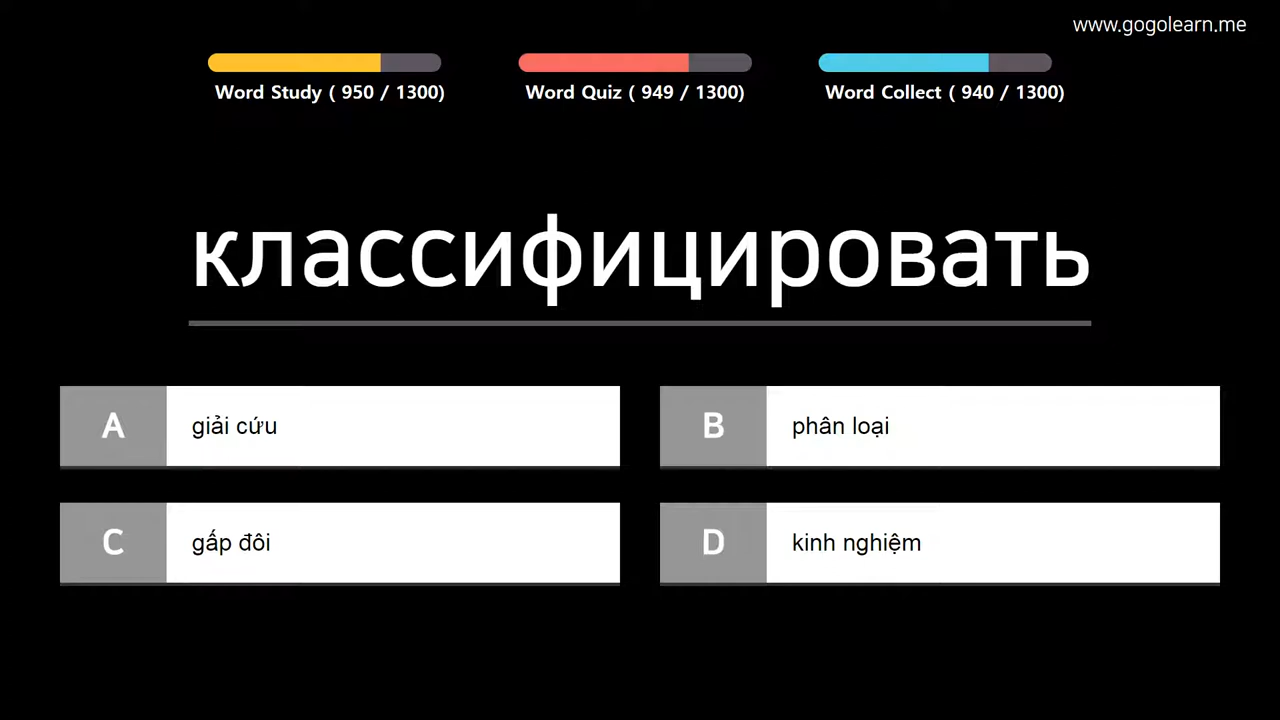 www.gogolearn.me
Word Study ( 950 / 1300)
Word Quiz ( 949 / 1300)
Word Collect ( 940 / 1300)
классифицировать
A giải cứu
B phân loại
C gấp đôi
D kinh nghiệm